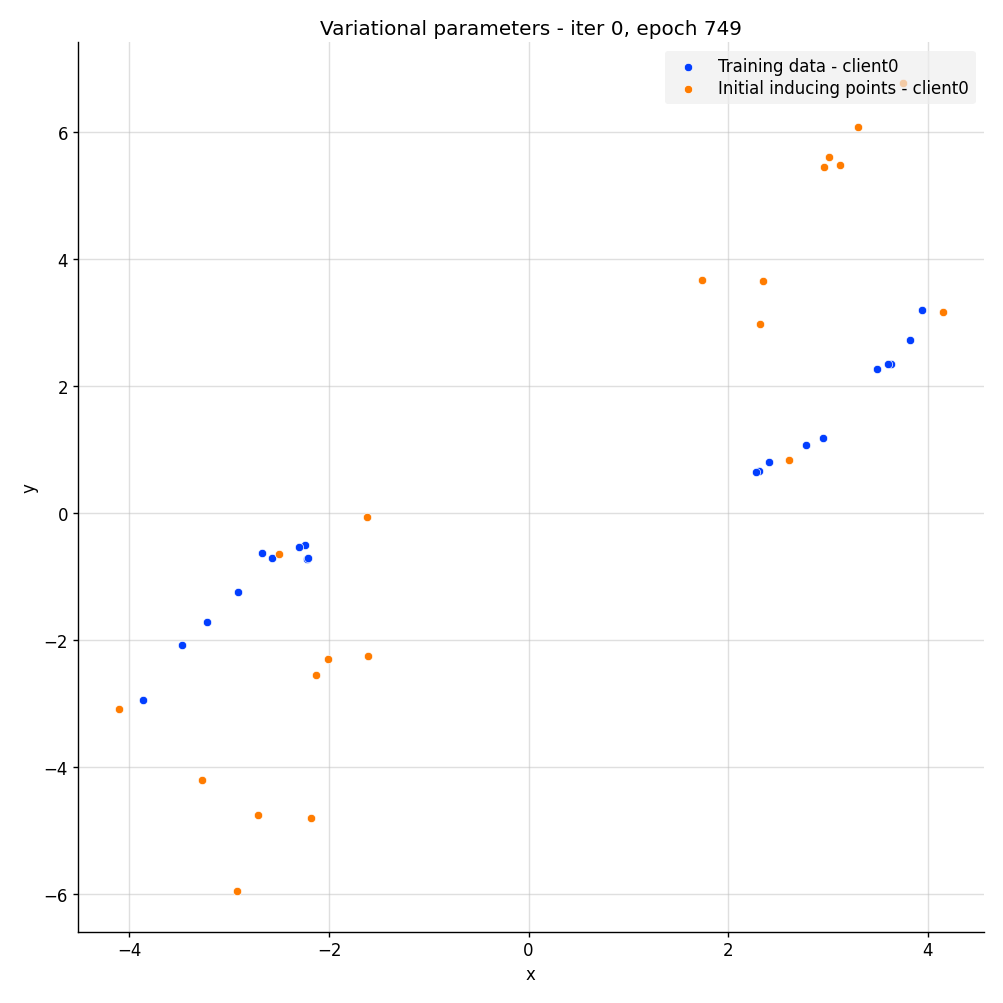 Variational parameters - iter 0, epoch 749
Training data - client0
Initial inducing points - client0
6
4
2
0
−2
−4
−6
y
−4 −2 0 2 4
x